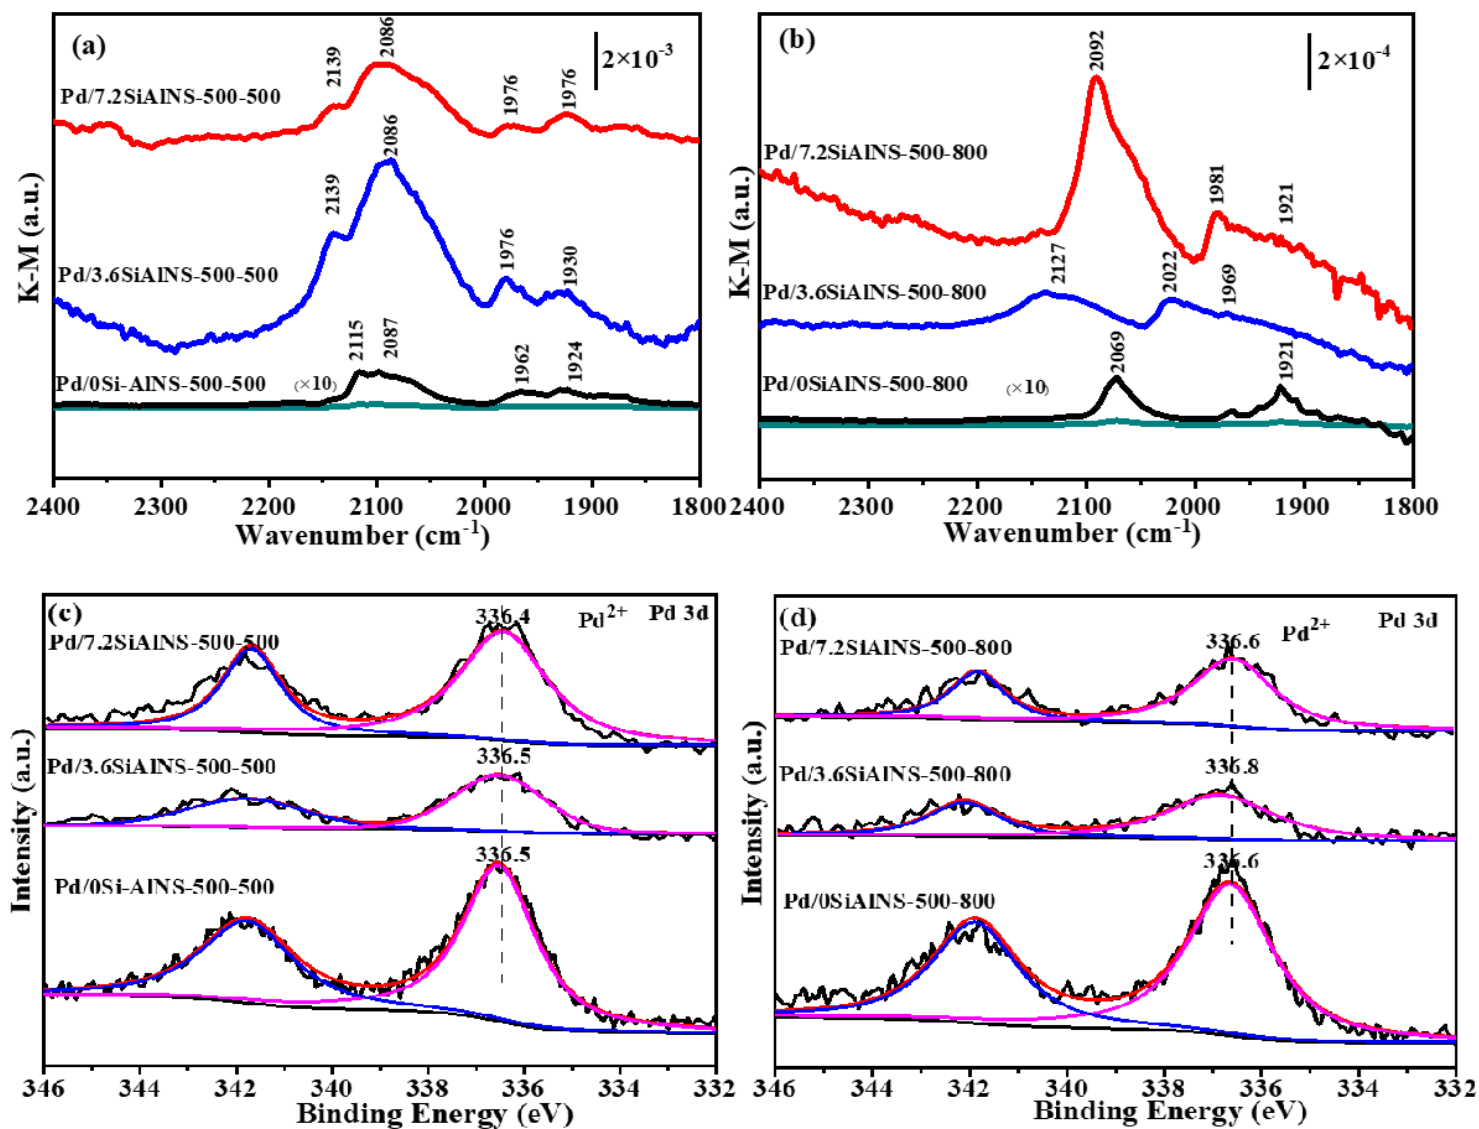 (a)
2×10⁻³
2139
2086
1976
1976
Pd/7.2SiAlNS-500-500
2139
2086
1976
1930
Pd/3.6SiAlNS-500-500
2115
2087
1962
1924
Pd/0Si-AlNS-500-500
(×10)
K-M (a.u.)
2400
2300
2200
2100
2000
1900
1800
Wavenumber (cm⁻¹)
(b)
2×10⁻⁴
2092
1981
1921
Pd/7.2SiAlNS-500-800
2127
2022
1969
Pd/3.6SiAlNS-500-800
2069
1921
Pd/0SiAlNS-500-800
(×10)
K-M (a.u.)
2400
2100
2000
1900
1800
Wavenumber (cm⁻¹)
(c)
336.4
Pd²⁺
Pd 3d
Pd/7.2SiAlNS-500-500
336.5
Pd/3.6SiAlNS-500-500
336.5
Pd/0Si-AlNS-500-500
Intensity (a.u.)
346
344
342
340
338
336
334
332
Binding Energy (eV)
(d)
336.6
Pd²⁺
Pd 3d
Pd/7.2SiAlNS-500-800
336.8
Pd/3.6SiAlNS-500-800
336.6
Pd/0SiAlNS-500-800
Intensity (a.u.)
346
344
342
340
338
336
334
332
Binding Energy (eV)